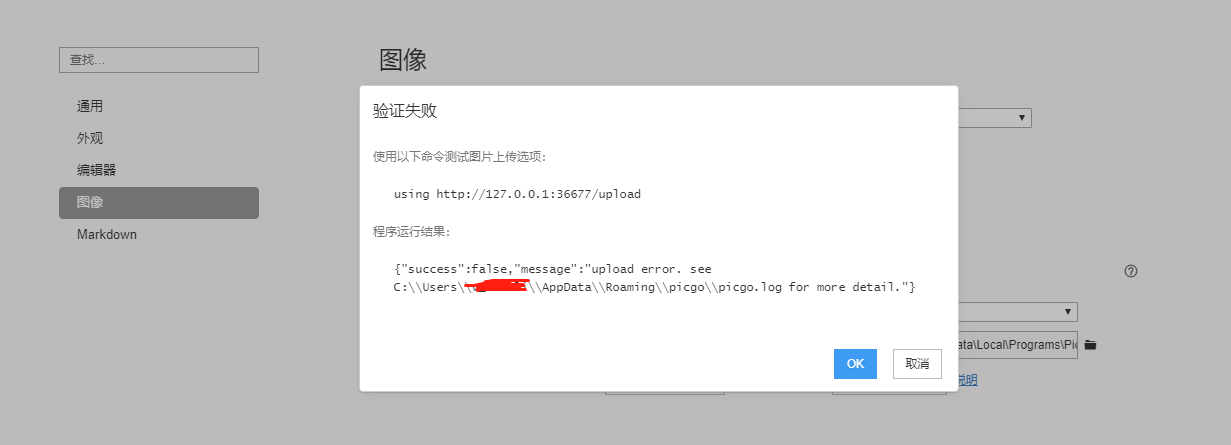 查找...
图像
通用
外观
编辑器
图像
Markdown
验证失败
使用以下命令测试图片上传选项:
using http://127.0.0.1:36677/upload
程序运行结果:
{"success":false,"message":"upload error. see
C:\\Users\\ \\AppData\\Roaming\\picgo\\picgo.log for more detail."}
OK
取消
ata\Local\Programs\Pic
说明